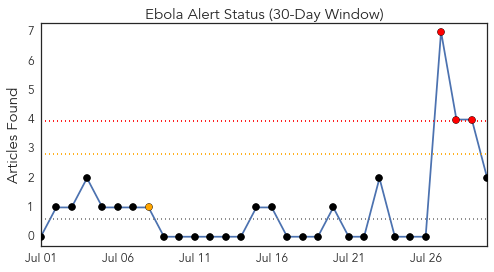 Ebola Alert Status (30-Day Window)
Articles Found
7
6
5
4
3
2
1
0
Jul 01
Jul 06
Jul 11
Jul 16
Jul 21
Jul 26